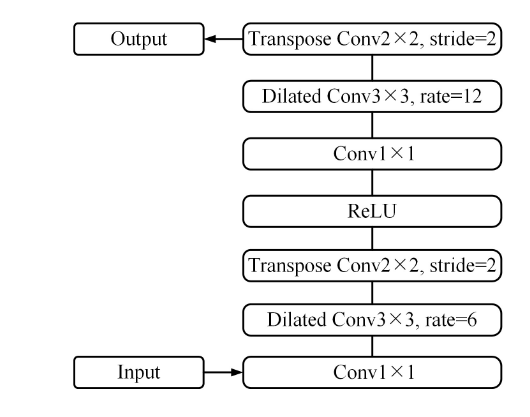 Output
Transpose Conv2×2, stride=2
Dilated Conv3×3, rate=12
Conv1×1
ReLU
Transpose Conv2×2, stride=2
Dilated Conv3×3, rate=6
Input
Conv1×1